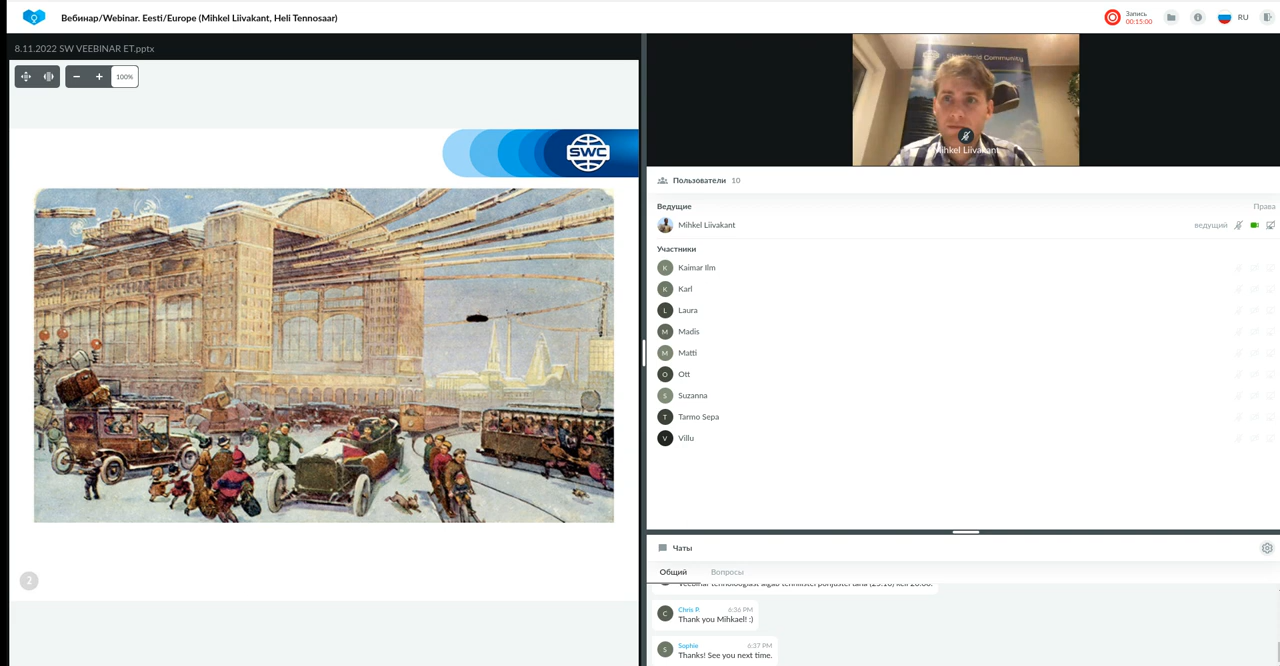 Вебинар/Webinar. Eesti/Europe (Mihkel Liivakant, Heli Tennosaar)
Запись
00:15:00
RU
8.11.2022 SW VEEBINAR ET.pptx
100%
SWC
2
Mihkel Liivakant
Пользователи 10
Ведущие
Права
Mihkel Liivakant
ведущий
Участники
K Kaimar Ilm
K Karl
L Laura
M Madis
M Matti
O Ott
S Suzanna
T Tarmo Sepa
V Villu
Чаты
Общий
Вопросы
C
Chris P. 6:36 PM
Thank you Mihkael! :)
S
Sophie 6:37 PM
Thanks! See you next time.